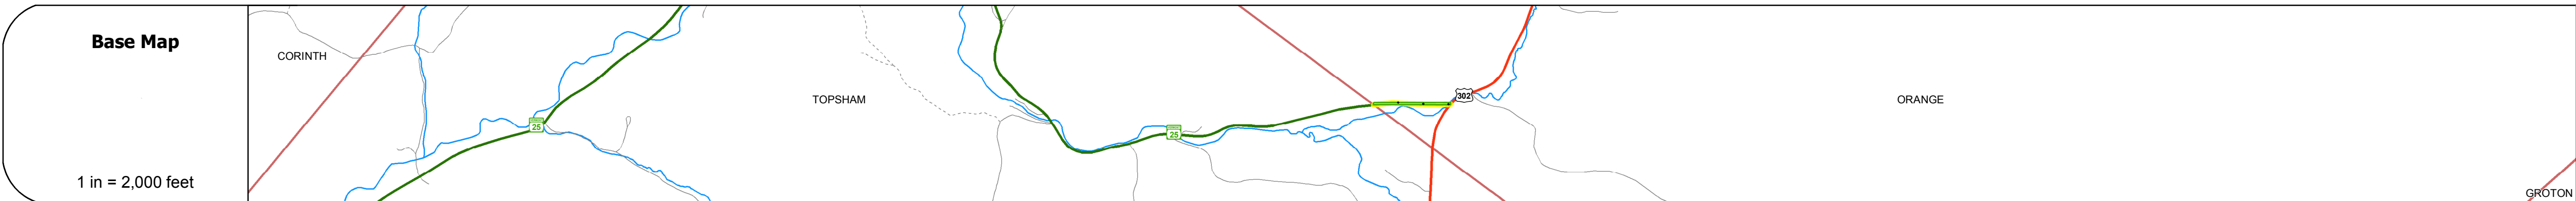 Base Map
1 in = 2,000 feet
CORINTH
25
TOPSHAM
25
302
ORANGE
GROTON